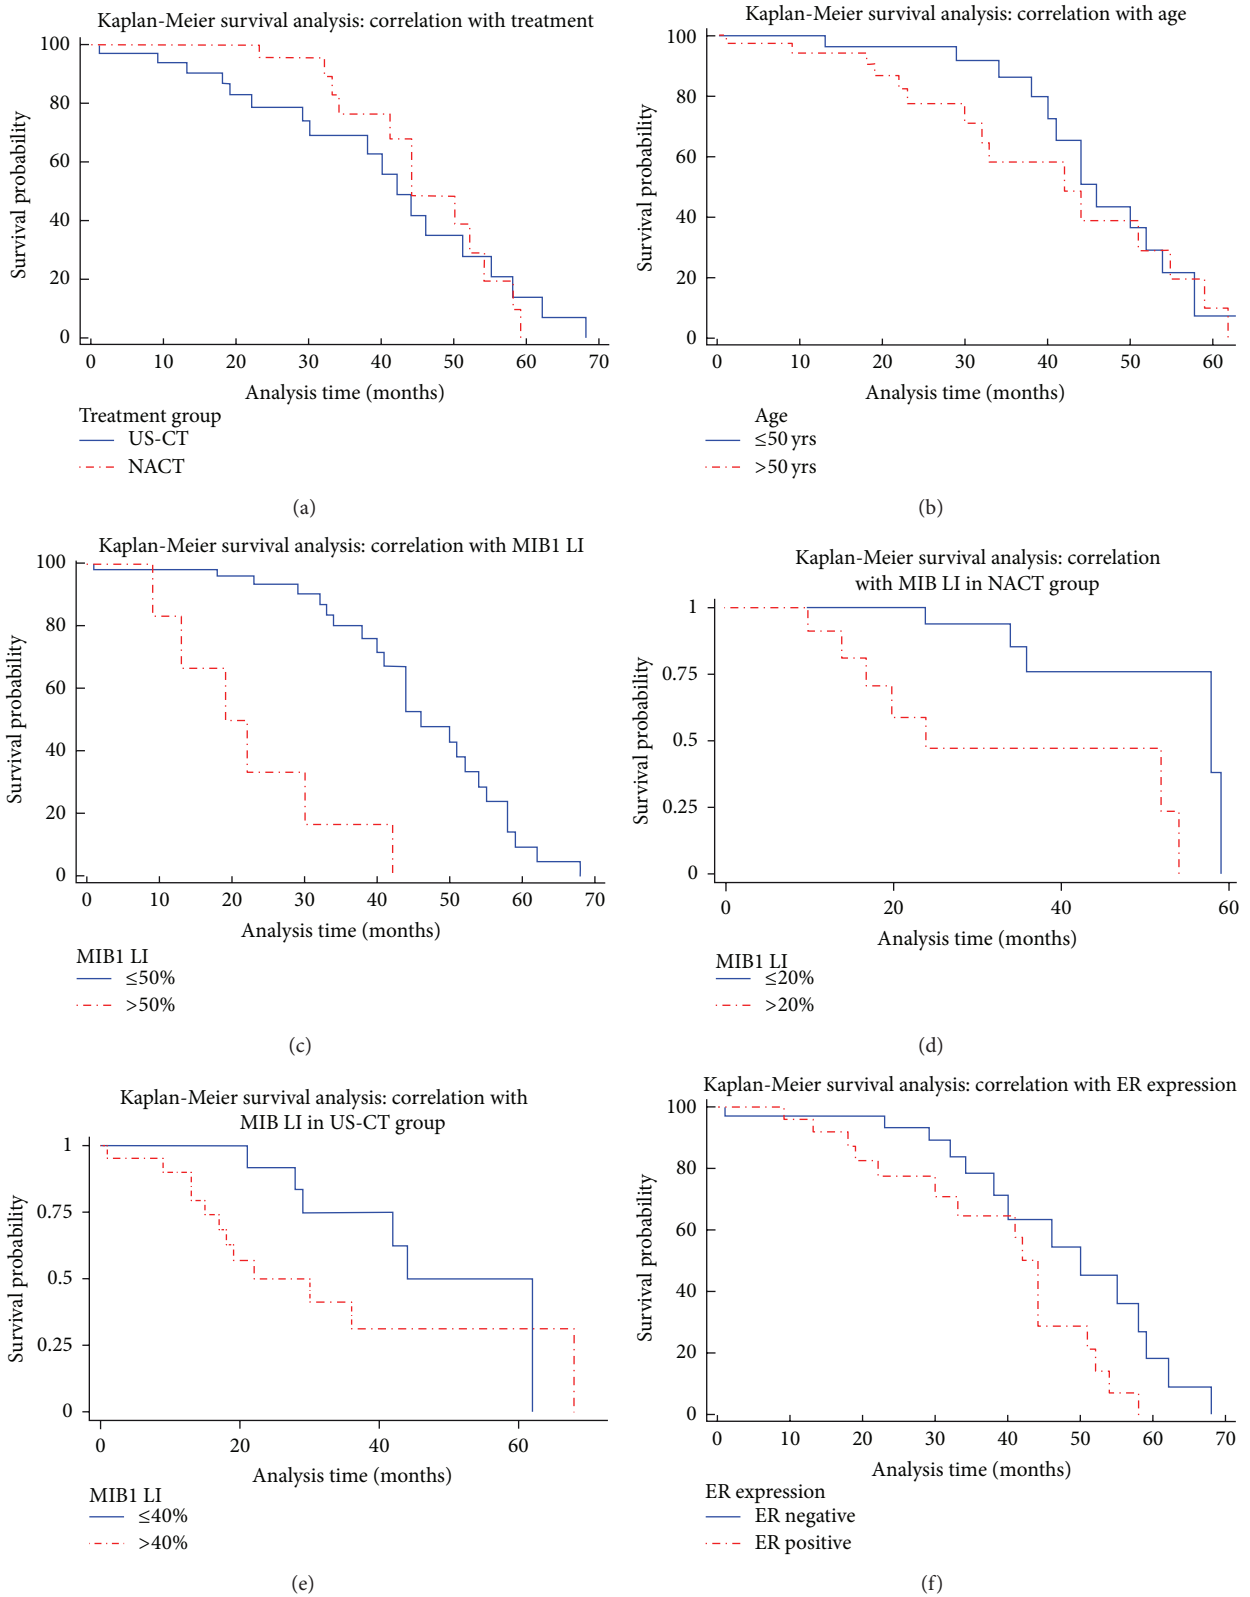 Kaplan-Meier survival analysis: correlation with treatment
100
80
60
40
20
0
Survival probability
0 10 20 30 40 50 60 70
Analysis time (months)
Treatment group
US-CT
NACT
(a)
Kaplan-Meier survival analysis: correlation with age
100
80
60
40
20
0
Survival probability
0 10 20 30 40 50 60
Analysis time (months)
Age
≤50 yrs
>50 yrs
(b)
Kaplan-Meier survival analysis: correlation with MIB1 LI
100
80
60
40
20
0
Survival probability
0 10 20 30 40 50 60 70
Analysis time (months)
MIB1 LI
≤50%
>50%
(c)
Kaplan-Meier survival analysis: correlation
with MIB LI in NACT group
1
0.75
0.5
0.25
0
Survival probability
0 20 40 60
Analysis time (months)
MIB1 LI
≤20%
>20%
(d)
Kaplan-Meier survival analysis: correlation with
MIB LI in US-CT group
1
0.75
0.5
0.25
0
Survival probability
0 20 40 60
Analysis time (months)
MIB1 LI
≤40%
>40%
(e)
Kaplan-Meier survival analysis: correlation with ER expression
100
80
60
40
20
0
Survival probability
0 10 20 30 40 50 60 70
Analysis time (months)
ER expression
ER negative
ER positive
(f)